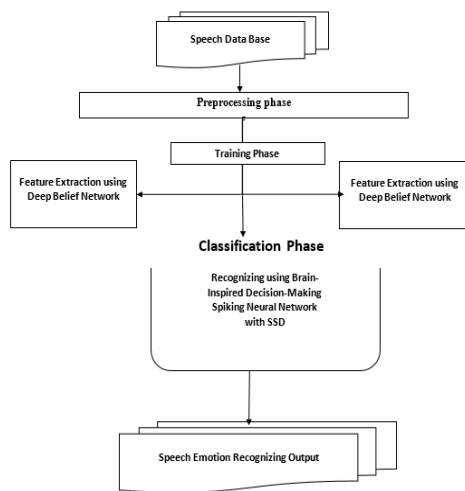 Speech Data Base
Preprocessing phase
Training Phase
Feature Extraction using
Deep Belief Network
Feature Extraction using
Deep Belief Network
Classification Phase
Recognizing using Brain-
Inspired Decision-Making
Spiking Neural Network
with SSD
Speech Emotion Recognizing Output